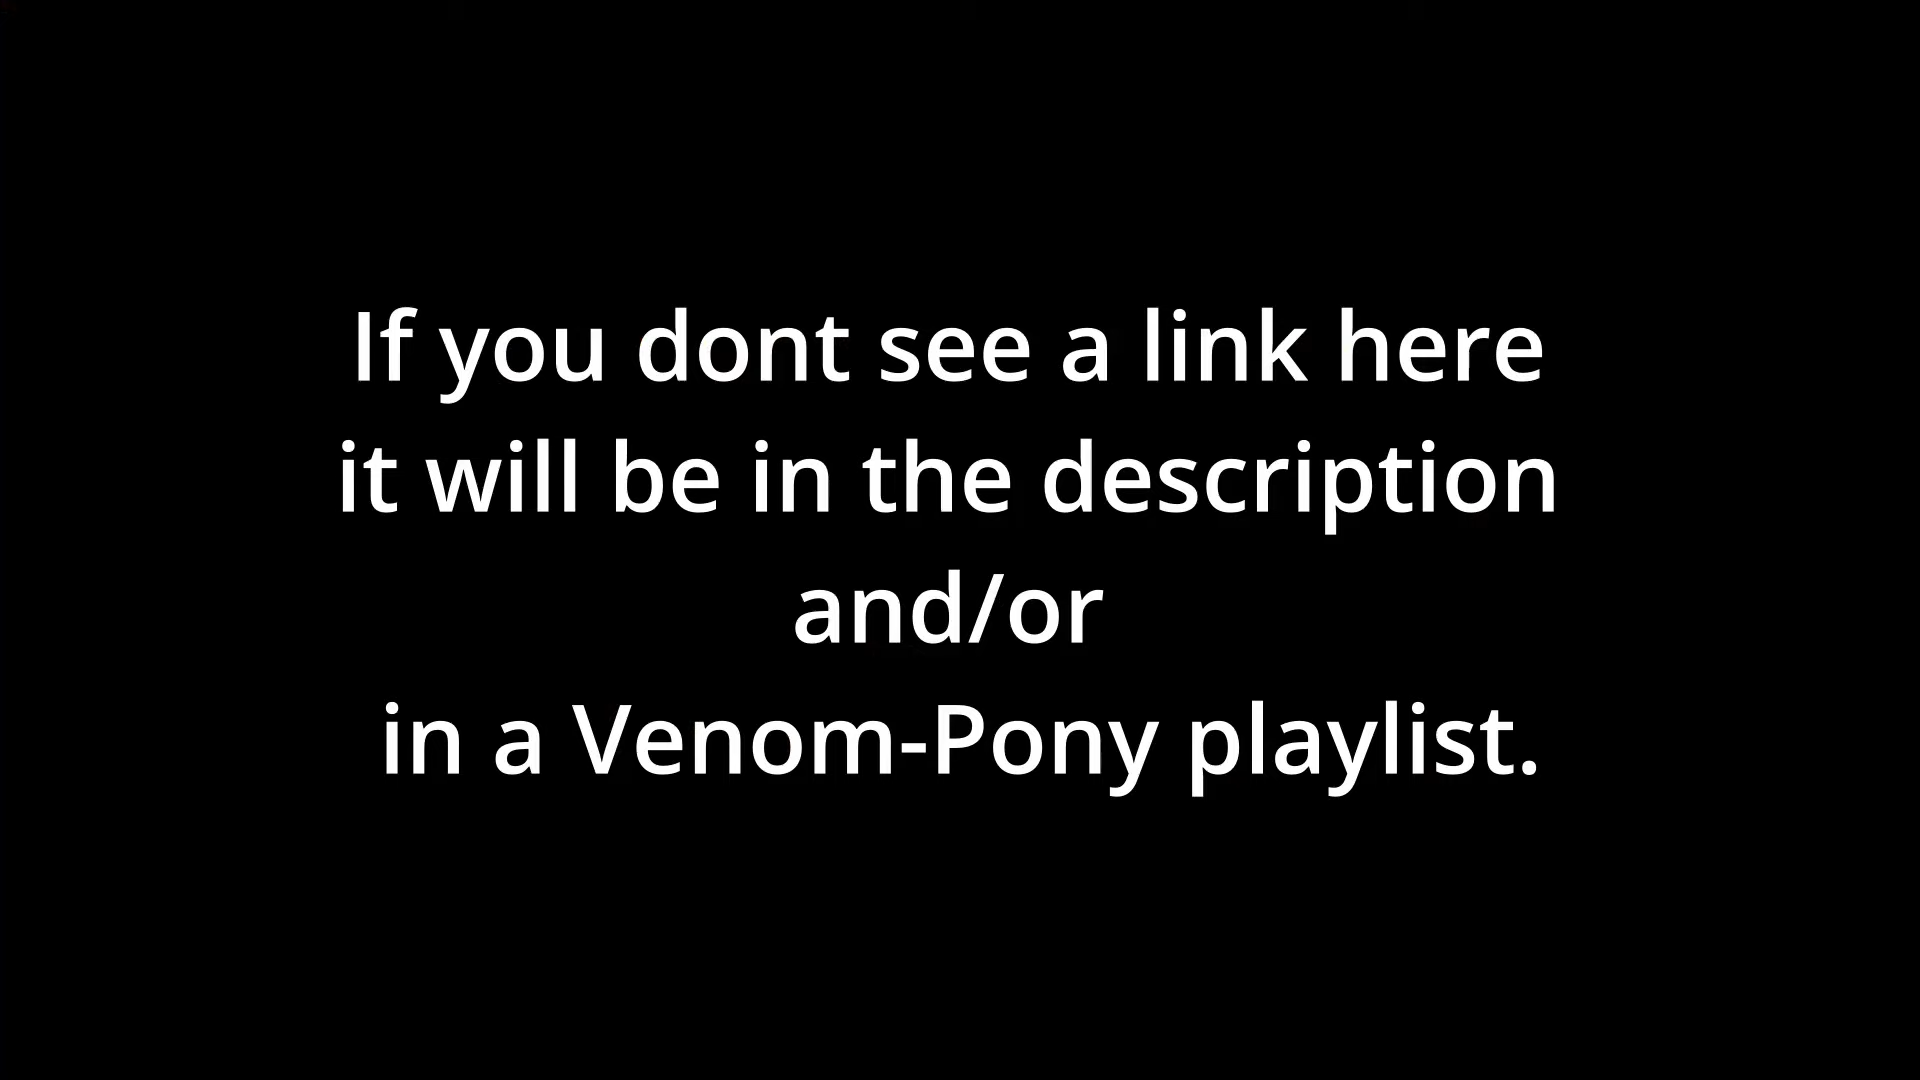 If you dont see a link here
it will be in the description
and/or
in a Venom-Pony playlist.